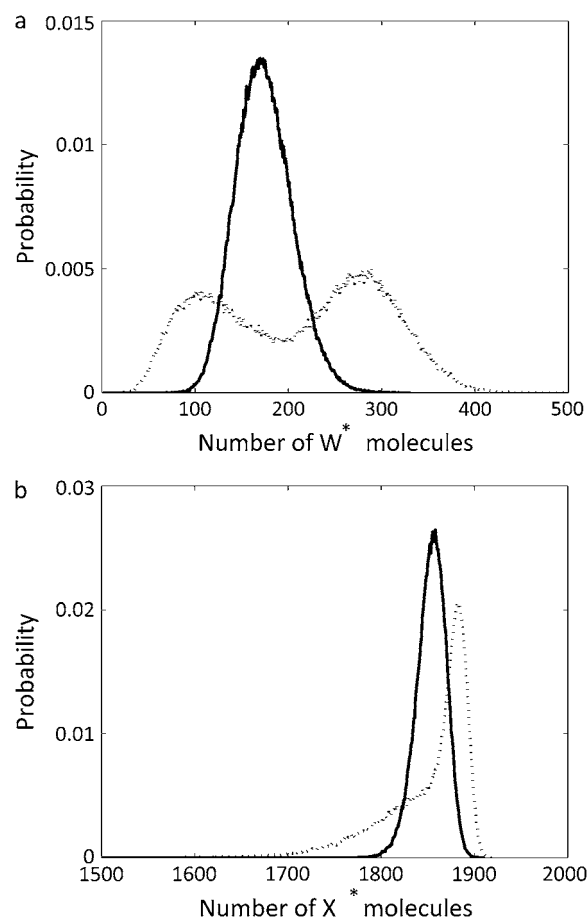 a
0.015
0.01
0.005
0
Probability
0 100 200 300 400 500
Number of W* molecules
b
0.03
0.02
0.01
0
Probability
1500 1600 1700 1800 1900 2000
Number of X* molecules